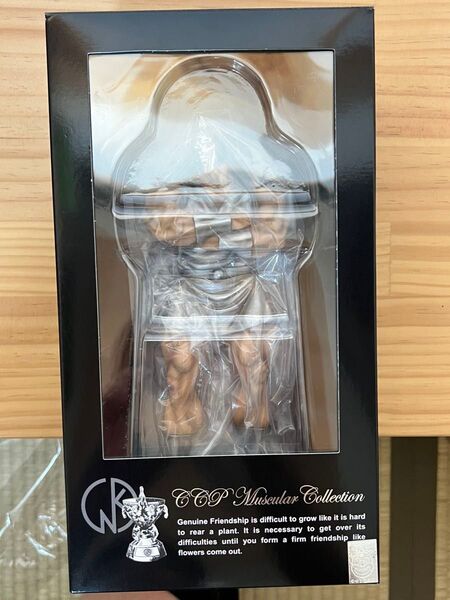 CCP Muscular Collection
Genuine Friendship is difficult to grow like it is hard
to rear a plant. It is necessary to get over its
difficulties until you form a firm friendship like
flowers come out.